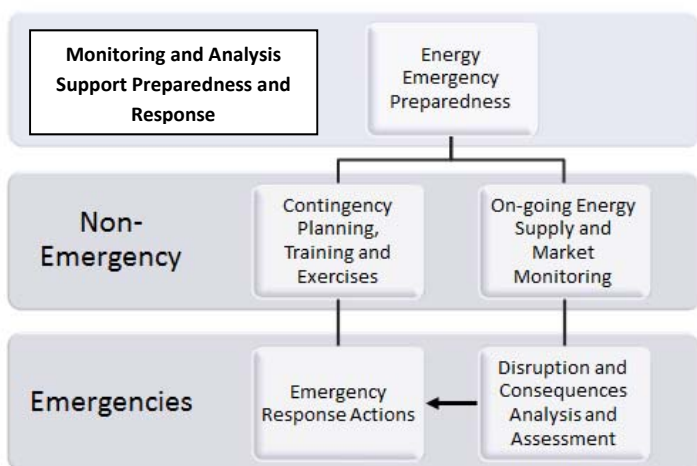 Monitoring and Analysis
Support Preparedness and
Response
Energy
Emergency
Preparedness
Non-
Emergency
Contingency
Planning,
Training and
Exercises
On-going Energy
Supply and
Market
Monitoring
Emergencies
Emergency
Response Actions
Disruption and
Consequences
Analysis and
Assessment